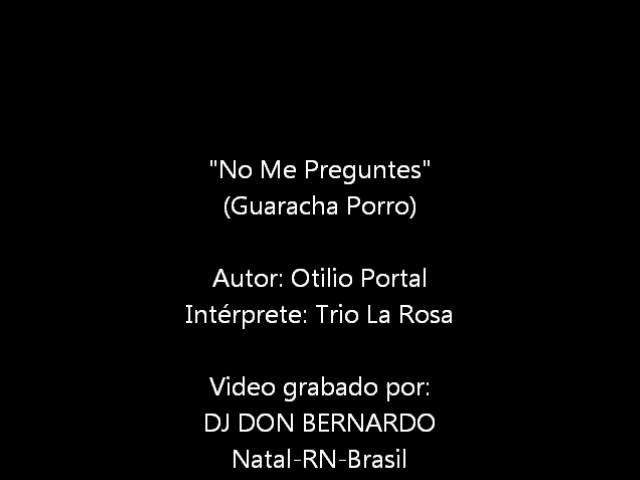 "No Me Preguntes"
(Guaracha Porro)
Autor: Otilio Portal
Intérprete: Trio La Rosa
Video grabado por:
DJ DON BERNARDO
Natal-RN-Brasil